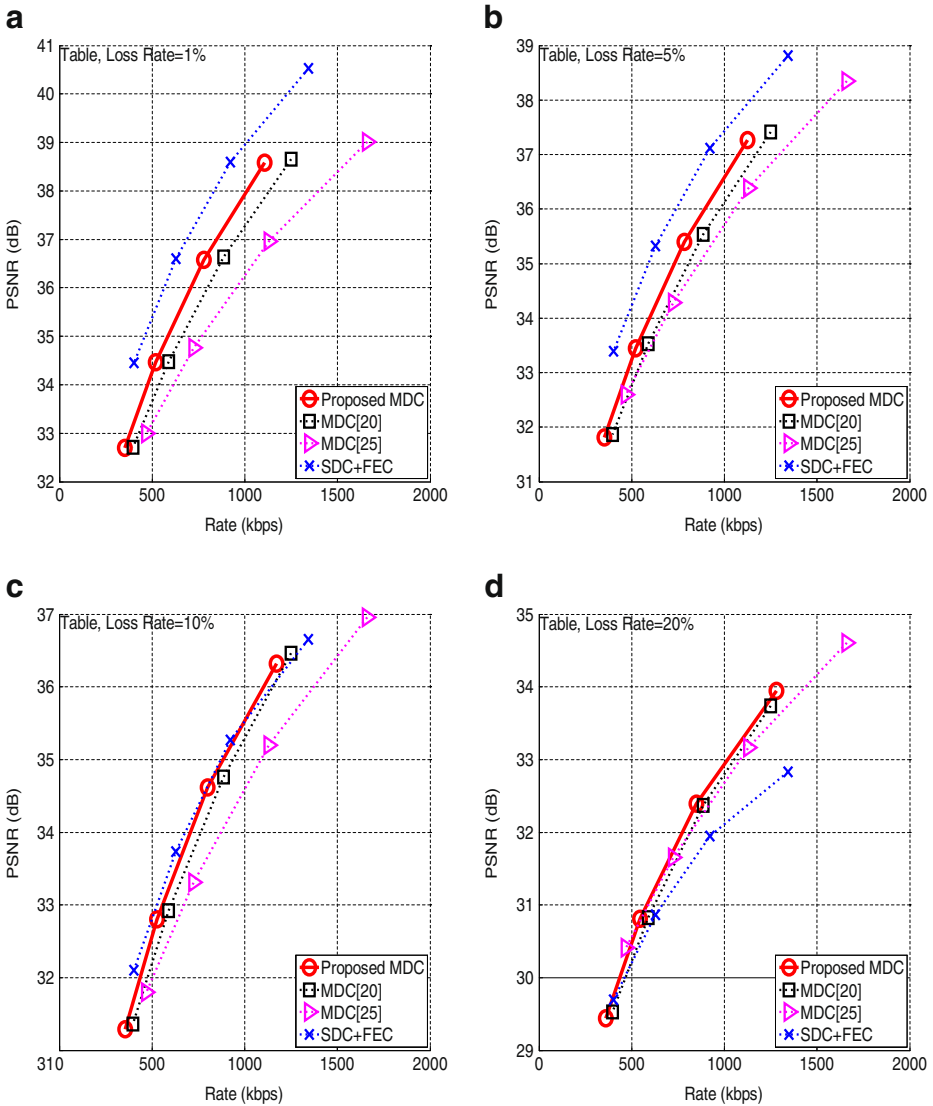 a
Table, Loss Rate=1%
41
40
39
38
37
36
35
34
33
32
PSNR (dB)
0 500 1000 1500 2000
Rate (kbps)
Proposed MDC
MDC[20]
MDC[25]
SDC+FEC
b
Table, Loss Rate=5%
39
38
37
36
35
34
33
32
31
PSNR (dB)
0 500 1000 1500 2000
Rate (kbps)
Proposed MDC
MDC[20]
MDC[25]
SDC+FEC
c
Table, Loss Rate=10%
37
36
35
34
33
32
310 500 1000 1500 2000
PSNR (dB)
Rate (kbps)
Proposed MDC
MDC[20]
MDC[25]
SDC+FEC
d
Table, Loss Rate=20%
35
34
33
32
31
30
29
PSNR (dB)
0 500 1000 1500 2000
Rate (kbps)
Proposed MDC
MDC[20]
MDC[25]
SDC+FEC